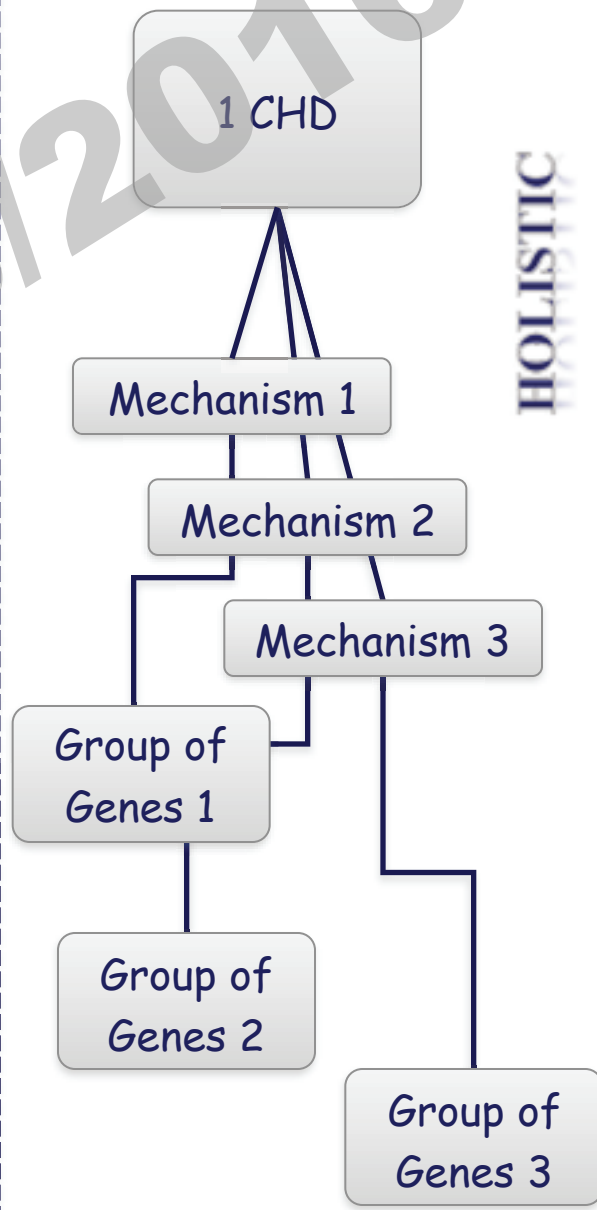 /2016
1 CHD
HOLISTIC
Mechanism 1
Mechanism 2
Mechanism 3
Group of
Genes 1
Group of
Genes 2
Group of
Genes 3